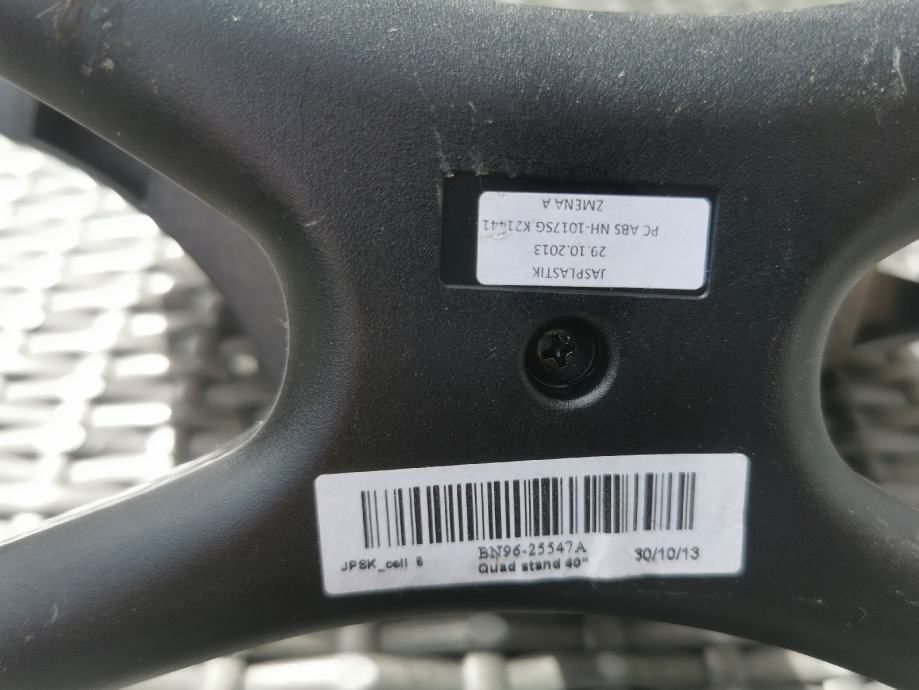 JASPLASTIK
29.10.2013
PC ABS NH-1017SG,K21441
ZMENA A
BN96-25547A
JPSK_cell 6
Quad stand 40"
30/10/13